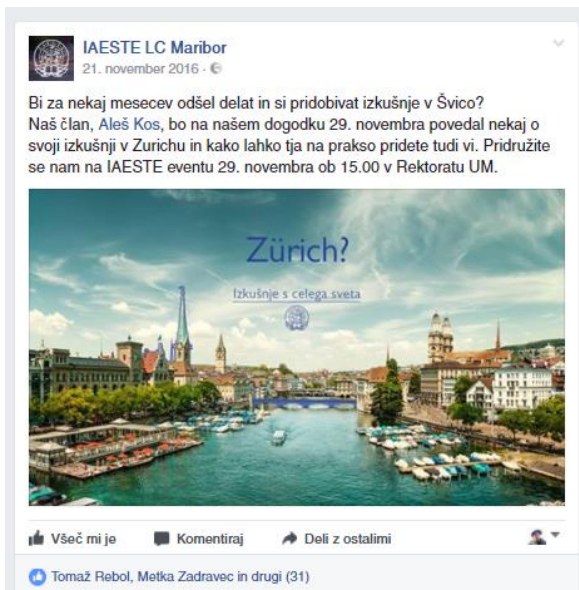 IAESTE LC Maribor
21. november 2016 ·
Bi za nekaj mesecev odšel delat in si pridobivat izkušnje v Švico?
Naš član, Aleš Kos, bo na našem dogodku 29. novembra povedal nekaj o
svoji izkušnji v Zurichu in kako lahko tja na prakso pridete tudi vi. Pridružite
se nam na IAESTE eventu 29. novembra ob 15.00 v Rektoratu UM.
Zürich?
Izkušnje s celega sveta
Všeč mi je Komentiraj Deli z ostalimi
Tomaž Rebol, Metka Zadravec in drugi (31)